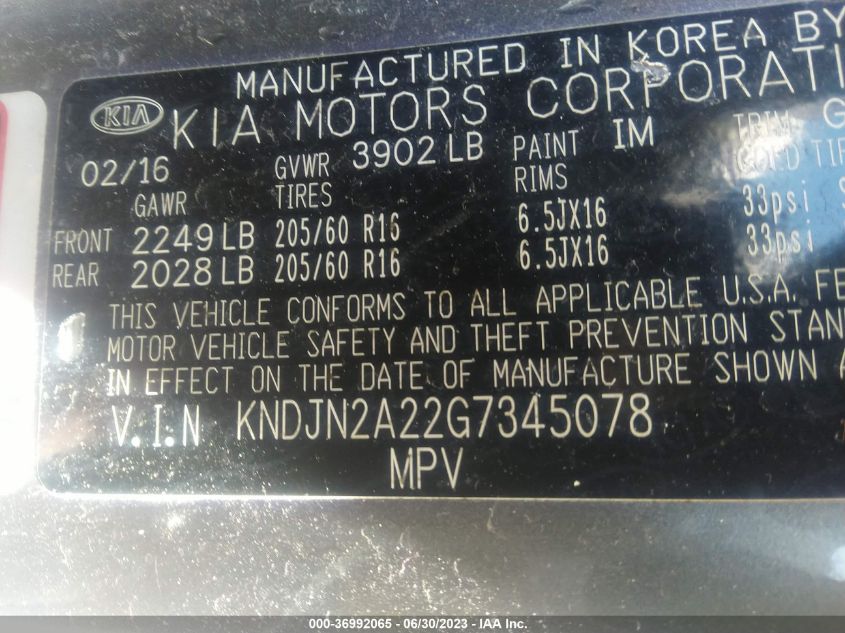 MANUFACTURED IN KOREA BY
KIA KIA MOTORS CORPORATI
02/16 GVWR 3902 LB PAINT IM TRIM G
GAWR TIRES RIMS COLD TIR
FRONT 2249 LB 205/60 R16 6.5JX16 33psi S
REAR 2028 LB 205/60 R16 6.5JX16 33psi
THIS VEHICLE CONFORMS TO ALL APPLICABLE U.S.A. FE
MOTOR VEHICLE SAFETY AND THEFT PREVENTION STAN
IN EFFECT ON THE DATE OF MANUFACTURE SHOWN A
V.I.N KNDJN2A22G7345078
MPV
000-36992065 - 06/30/2023 - IAA Inc.